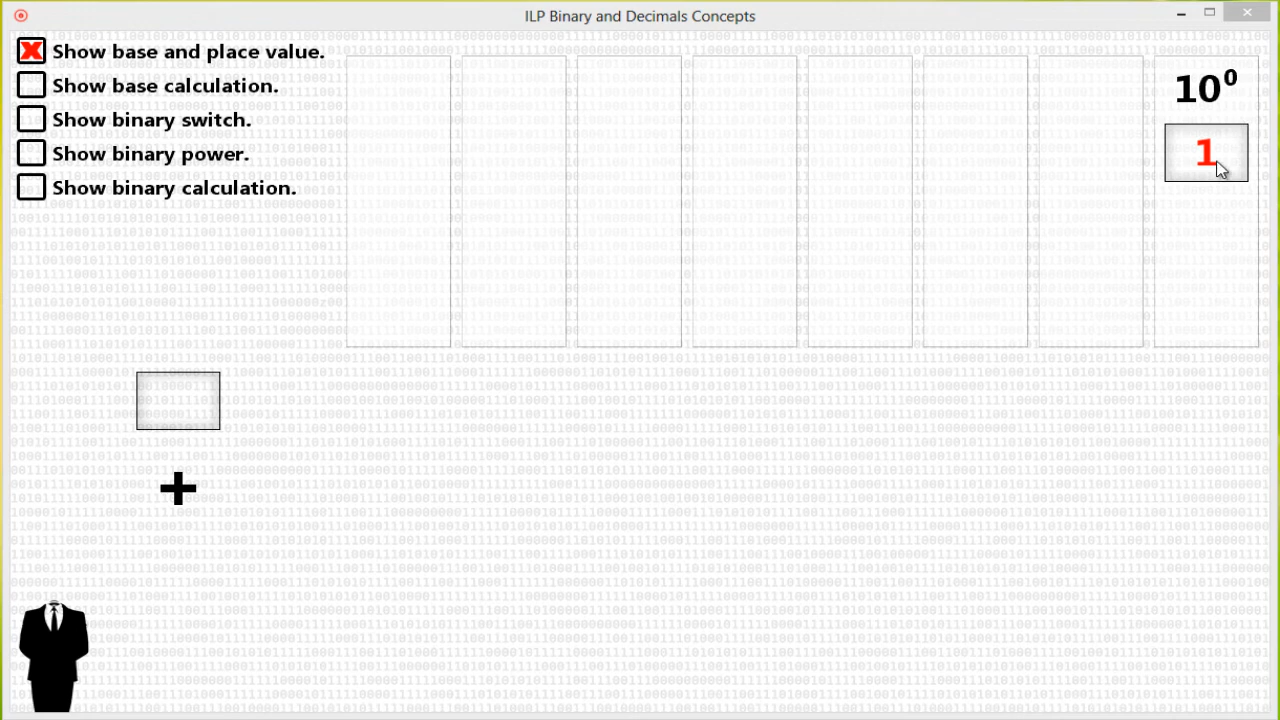 ILP Binary and Decimals Concepts
Show base and place value.
Show base calculation.
Show binary switch.
Show binary power.
Show binary calculation.
10⁰
1
+